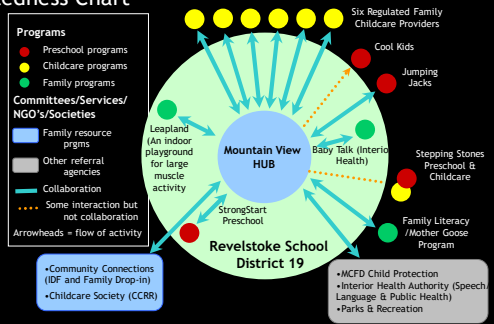 Programs
Preschool programs
Childcare programs
Family programs
Committees/Services/
NGO's/Societies
Family resource
prgms
Other referral
agencies
Collaboration
Some interaction but
not collaboration
Arrowheads = flow of activity
Six Regulated Family
Childcare Providers
Cool Kids
Jumping
Jacks
Leapland
(An indoor
playground
for large
muscle
activity
Mountain View
HUB
Baby Talk (Interior
Health)
Stepping Stones
Preschool &
Childcare
StrongStart
Preschool
Family Literacy
/Mother Goose
Program
Revelstoke School
District 19
•Community Connections
(IDF and Family Drop-in)
•Childcare Society (CCRR)
•MCFD Child Protection
•Interior Health Authority (Speech/
Language & Public Health)
•Parks & Recreation